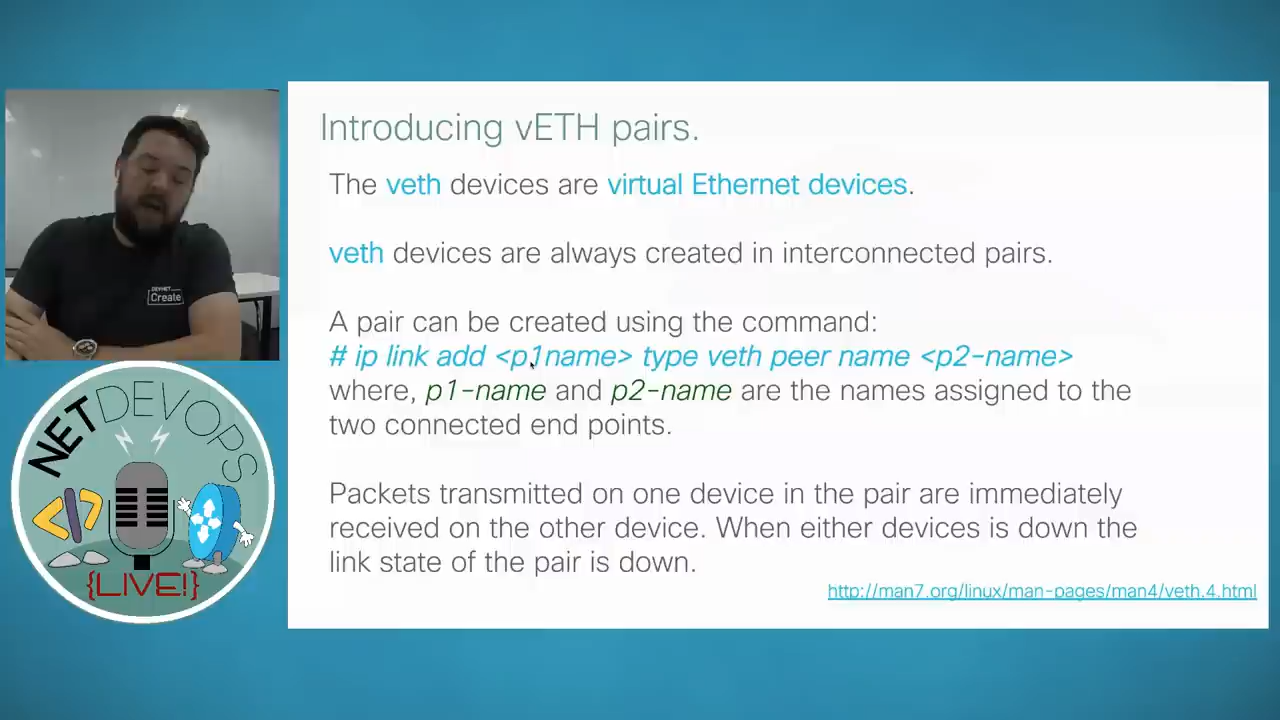 Introducing vETH pairs.
The veth devices are virtual Ethernet devices.
veth devices are always created in interconnected pairs.
A pair can be created using the command:
# ip link add <p1name> type veth peer name <p2-name>
where, p1-name and p2-name are the names assigned to the
two connected end points.
Packets transmitted on one device in the pair are immediately
received on the other device. When either devices is down the
link state of the pair is down.
http://man7.org/linux/man-pages/man4/veth.4.html
DEVNET
Create
NETDEVOPS
</>
{LIVE!}